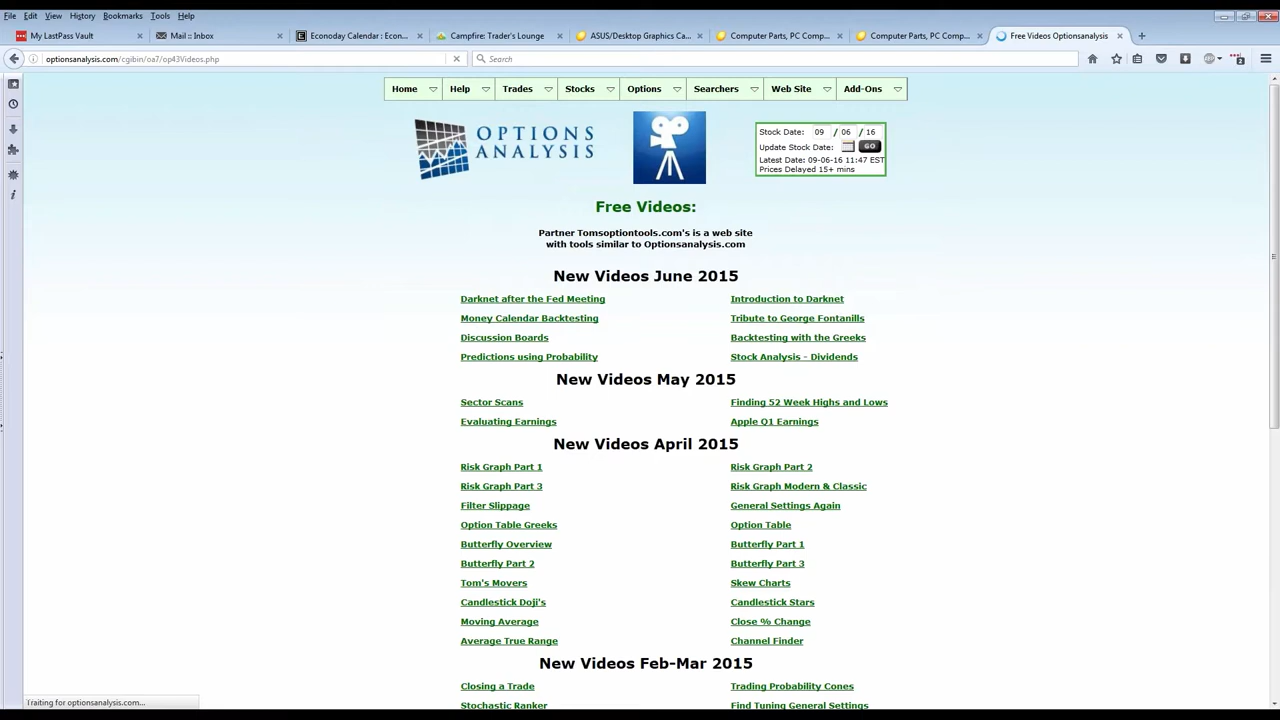 File Edit View History Bookmarks Tools Help
My LastPass Vault × Mail :: Inbox × Econoday Calendar : Econ... × Campfire: Trader's Lounge × ASUS/Desktop Graphics Ca... × Computer Parts, PC Comp... × Computer Parts, PC Comp... × Free Videos Optionsanalysis ×
optionsanalysis.com/cgibin/oa7/op43Videos.php Search
Home Help Trades Stocks Options Searchers Web Site Add-Ons
OPTIONS
ANALYSIS
Stock Date: 09 / 06 / 16
Update Stock Date: GO
Latest Date: 09-06-16 11:47 EST
Prices Delayed 15+ mins
Free Videos:
Partner Tomsoptiontools.com's is a web site
with tools similar to Optionsanalysis.com
New Videos June 2015
Darknet after the Fed Meeting Introduction to Darknet
Money Calendar Backtesting Tribute to George Fontanills
Discussion Boards Backtesting with the Greeks
Predictions using Probability Stock Analysis - Dividends
New Videos May 2015
Sector Scans Finding 52 Week Highs and Lows
Evaluating Earnings Apple Q1 Earnings
New Videos April 2015
Risk Graph Part 1 Risk Graph Part 2
Risk Graph Part 3 Risk Graph Modern & Classic
Filter Slippage General Settings Again
Option Table Greeks Option Table
Butterfly Overview Butterfly Part 1
Butterfly Part 2 Butterfly Part 3
Tom's Movers Skew Charts
Candlestick Doji's Candlestick Stars
Moving Average Close % Change
Average True Range Channel Finder
New Videos Feb-Mar 2015
Closing a Trade Trading Probability Cones
Stochastic Ranker Find Tuning General Settings
Traiting for optionsanalysis.com...